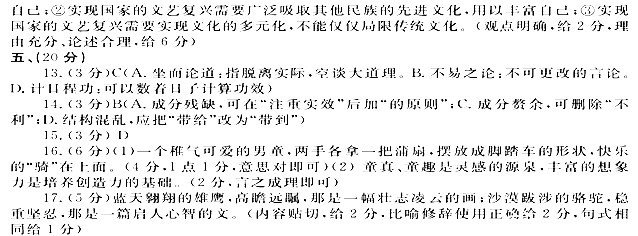 自己;②实现国家的文艺复兴需要广泛吸取其他民族的先进文化,用以丰富自己;③实现
国家的文艺复兴需要实现文化的多元化,不能仅仅局限传统文化。(观点明确,给 2 分,理
由充分、论述合理,给 6 分)
五、(20 分)
13.(3 分)C(A. 坐而论道:指脱离实际,空谈大道理。B. 不易之论:不可更改的言论。
D. 计日程功:可以数着日子计算功效)
14.(3 分)B(A. 成分残缺,可在“注重实效”后加“的原则”;C. 成分赘余,可删除“不
利”;D. 结构混乱,应把“带给”改为“带到”)
15.(3 分)D
16.(6 分)(1)一个稚气可爱的男童,两手各拿一把蒲扇,摆放成脚踏车的形状,快乐
的“骑”在上面。(4 分,1 点 1 分,意思对即可)(2) 童真、童趣是灵感的源泉,丰富的想象
力是培养创造力的基础。(2 分,言之成理即可)
17.(5 分)蓝天翱翔的雄鹰,高瞻远瞩,那是一幅壮志凌云的画;沙漠跋涉的骆驼,稳
重坚忍,那是一篇启人心智的文。(内容贴切,给 2 分,比喻修辞使用正确给 2 分,句式相
同给 1 分)